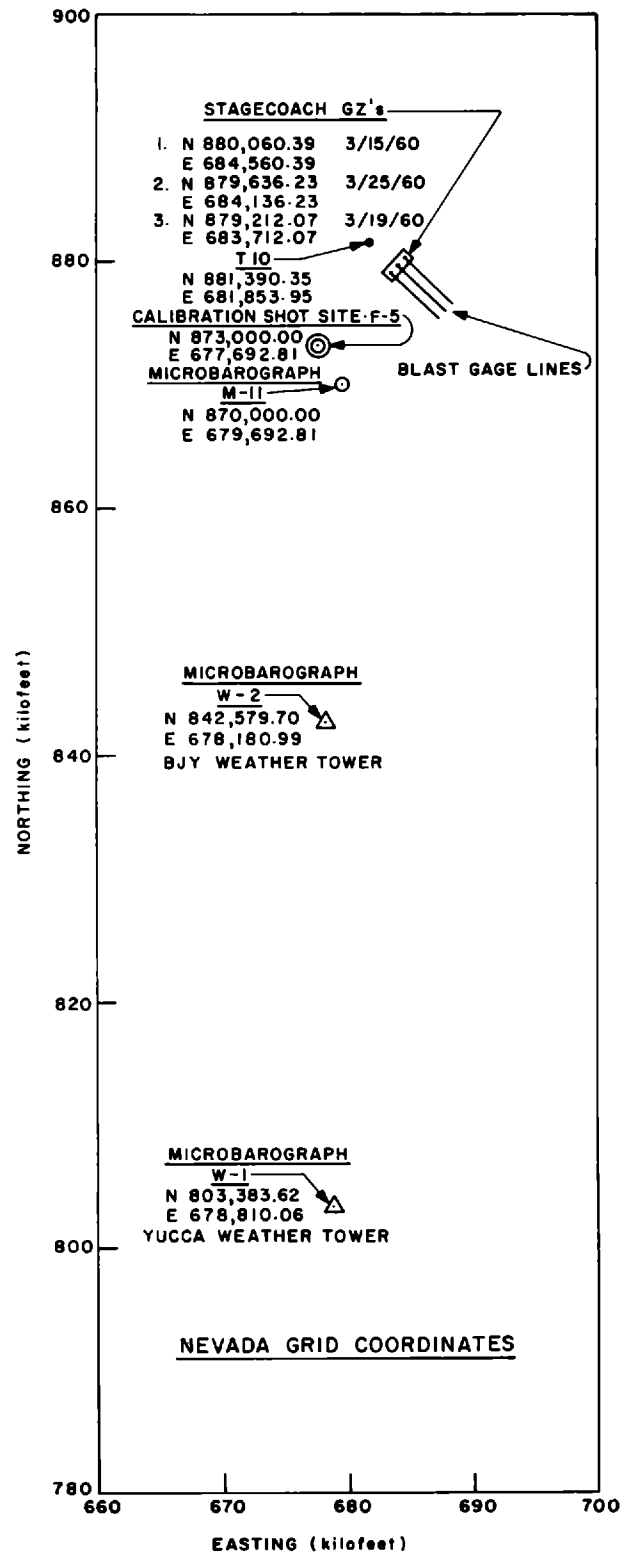 900
STAGECOACH GZ's
1. N 880,060.39 3/15/60
E 684,560.39
2. N 879,636.23 3/25/60
E 684,136.23
3. N 879,212.07 3/19/60
E 683,712.07
880
T 10
N 881,390.35
E 681,853.95
CALIBRATION SHOT SITE·F-5
N 873,000.00
E 677,692.81
BLAST GAGE LINES
MICROBAROGRAPH
M-11
N 870,000.00
E 679,692.81
860
MICROBAROGRAPH
W-2
N 842,579.70
E 678,180.99
BJY WEATHER TOWER
840
NORTHING (kilofeet)
820
MICROBAROGRAPH
W-1
N 803,383.62
E 678,810.06
YUCCA WEATHER TOWER
800
NEVADA GRID COORDINATES
780
660 670 680 690 700
EASTING (kilofeet)